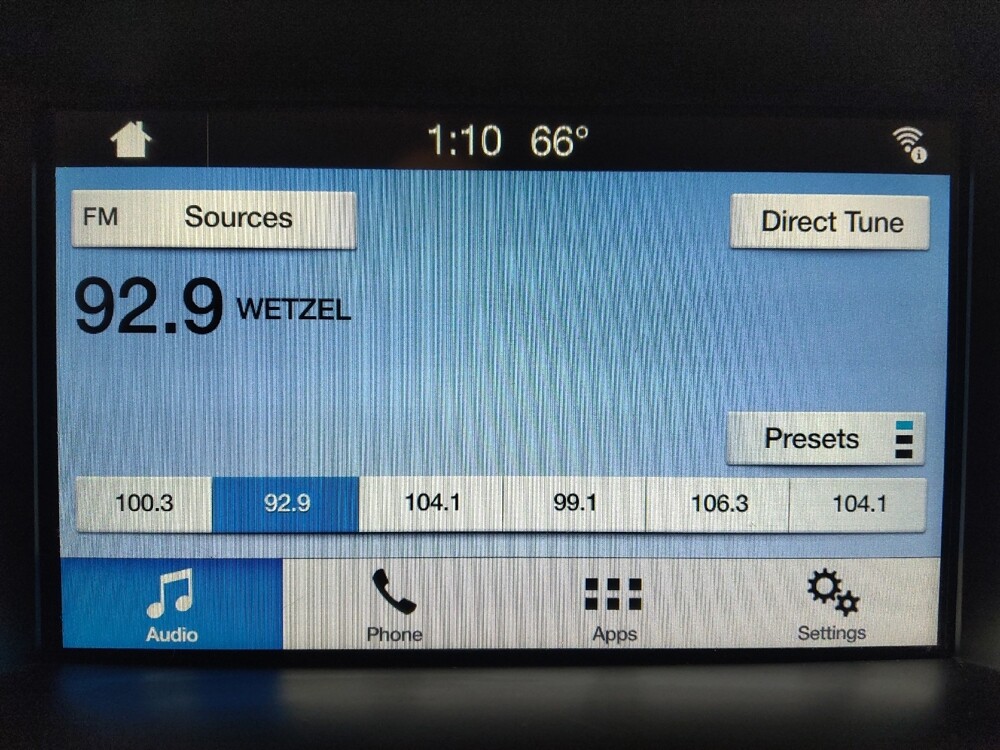 1:10 66°
FM Sources
Direct Tune
92.9 WETZEL
Presets
100.3 92.9 104.1 99.1 106.3 104.1
Audio Phone Apps Settings